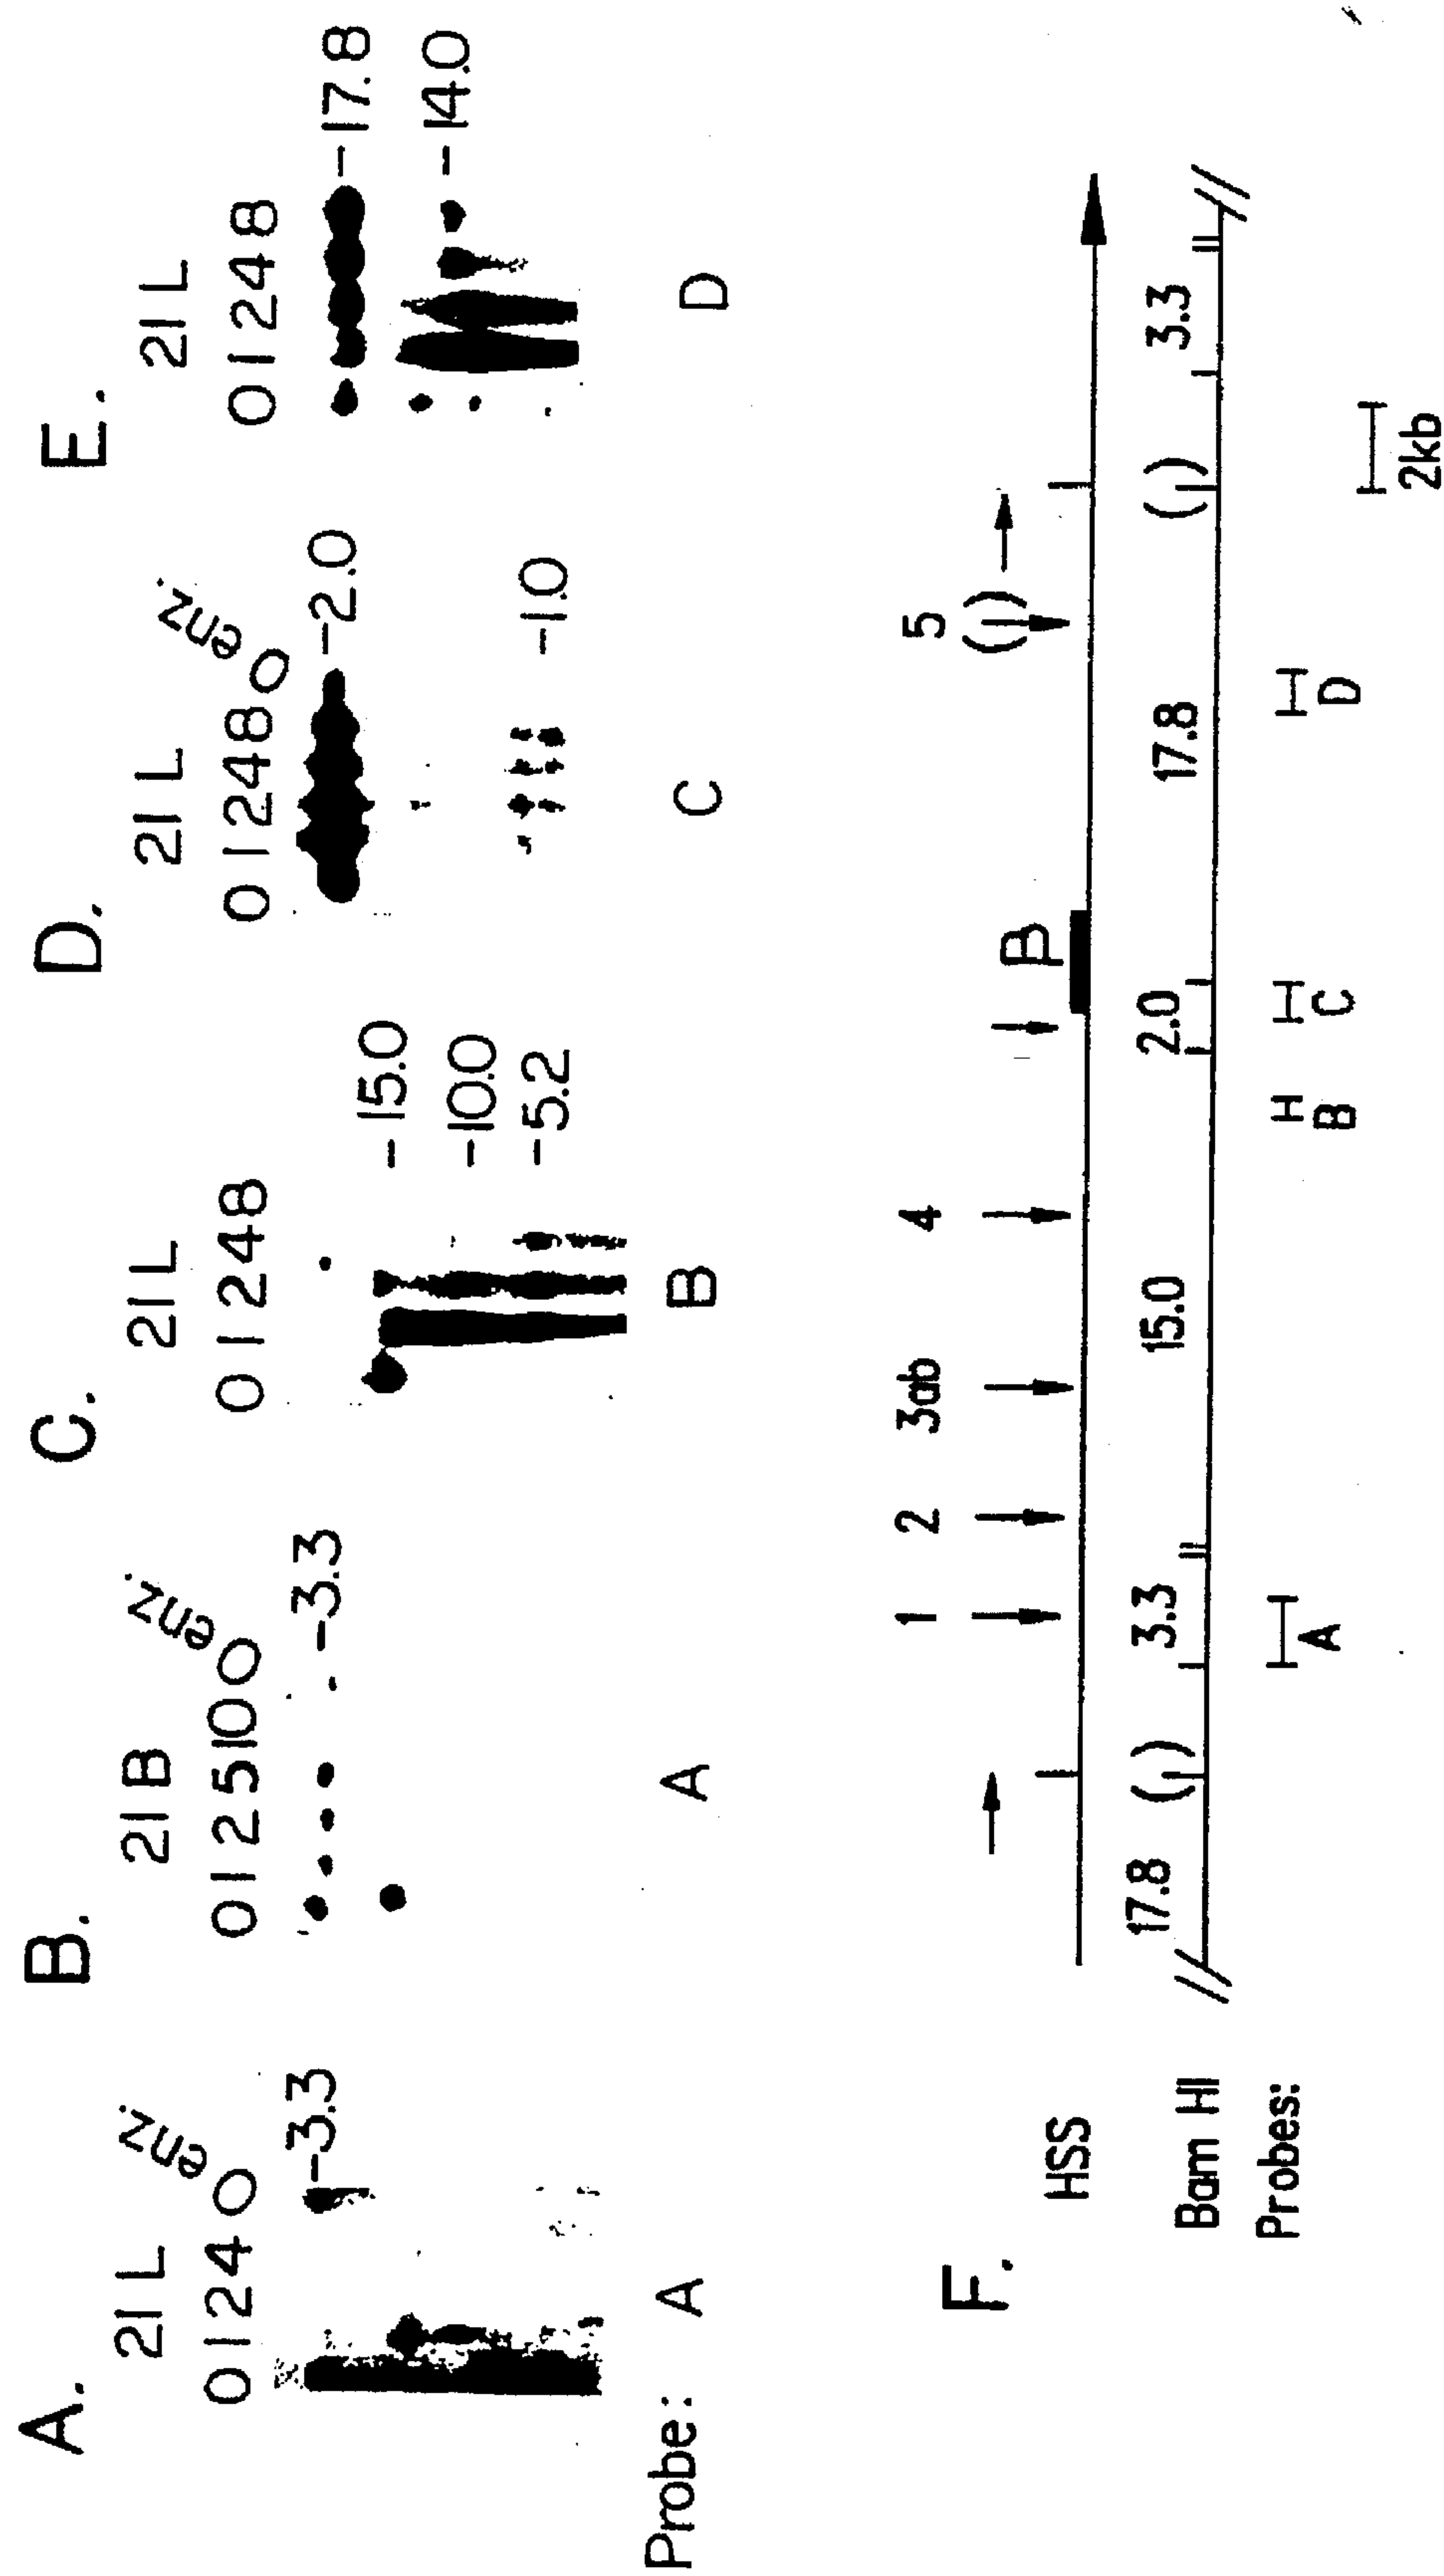 A.
21 L
0 1 2 4 0 enz.
-3.3
B.
21 B
0 1 2 5 10 0 enz.
-3.3
C.
21 L
0 1 2 4 8
-15.0
-10.0
-5.2
D.
21 L
0 1 2 4 8 0 enz.
-2.0
-1.0
E.
21 L
0 1 2 4 8
-17.8
-14.0
Probe: A A B C D
F.
1 2 3ab 4 β 5
( )
HSS
17.8 ( ) 3.3 15.0 2.0 17.8 ( ) 3.3
Bam HI
Probes:
A B C D
2kb